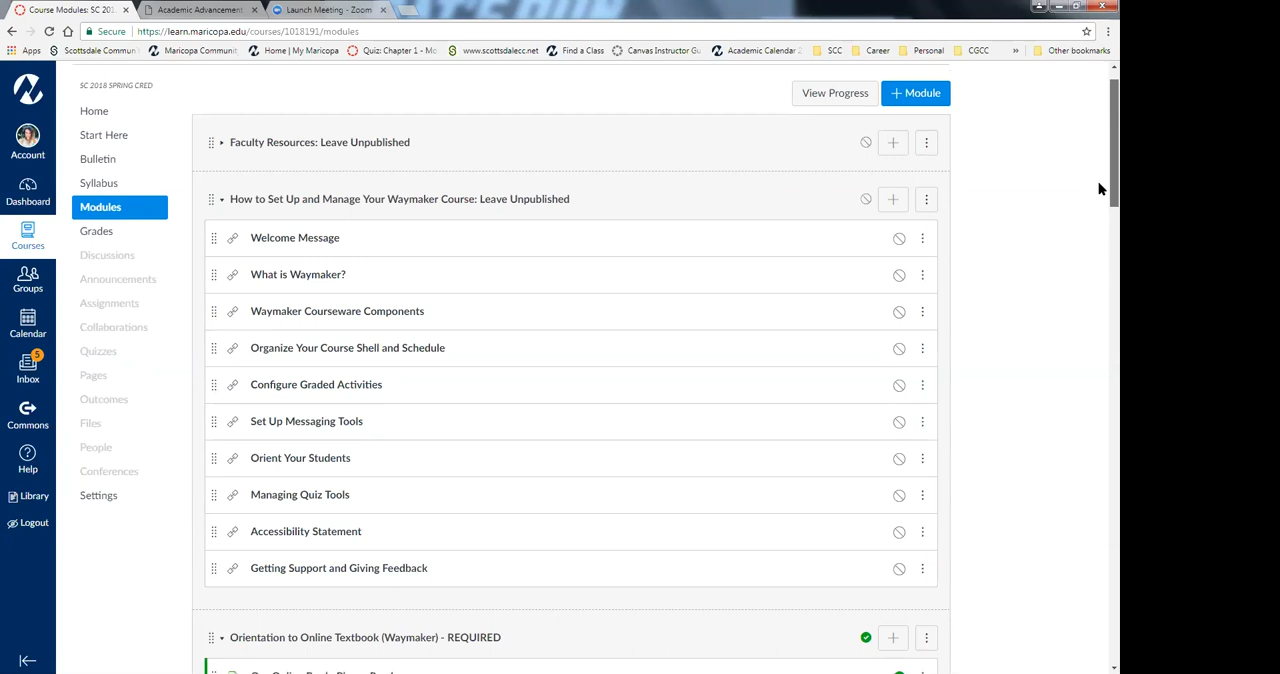 Course Modules: SC 201
Academic Advancement
Launch Meeting - Zoom
Secure
https://learn.maricopa.edu/courses/1018191/modules
Apps
Scottsdale Commun
Maricopa Communit
Home | My Maricopa
Quiz: Chapter 1 - Mo
www.scottsdalecc.net
Find a Class
Canvas Instructor Gu
Academic Calendar 2
SCC
Career
Personal
CGCC
»
Other bookmarks
Account
Dashboard
Courses
Groups
Calendar
5
Inbox
Commons
Help
Library
Logout
SC 2018 SPRING CRED
Home
Start Here
Bulletin
Syllabus
Modules
Grades
Discussions
Announcements
Assignments
Collaborations
Quizzes
Pages
Outcomes
Files
People
Conferences
Settings
View Progress
+ Module
Faculty Resources: Leave Unpublished
How to Set Up and Manage Your Waymaker Course: Leave Unpublished
Welcome Message
What is Waymaker?
Waymaker Courseware Components
Organize Your Course Shell and Schedule
Configure Graded Activities
Set Up Messaging Tools
Orient Your Students
Managing Quiz Tools
Accessibility Statement
Getting Support and Giving Feedback
Orientation to Online Textbook (Waymaker) - REQUIRED